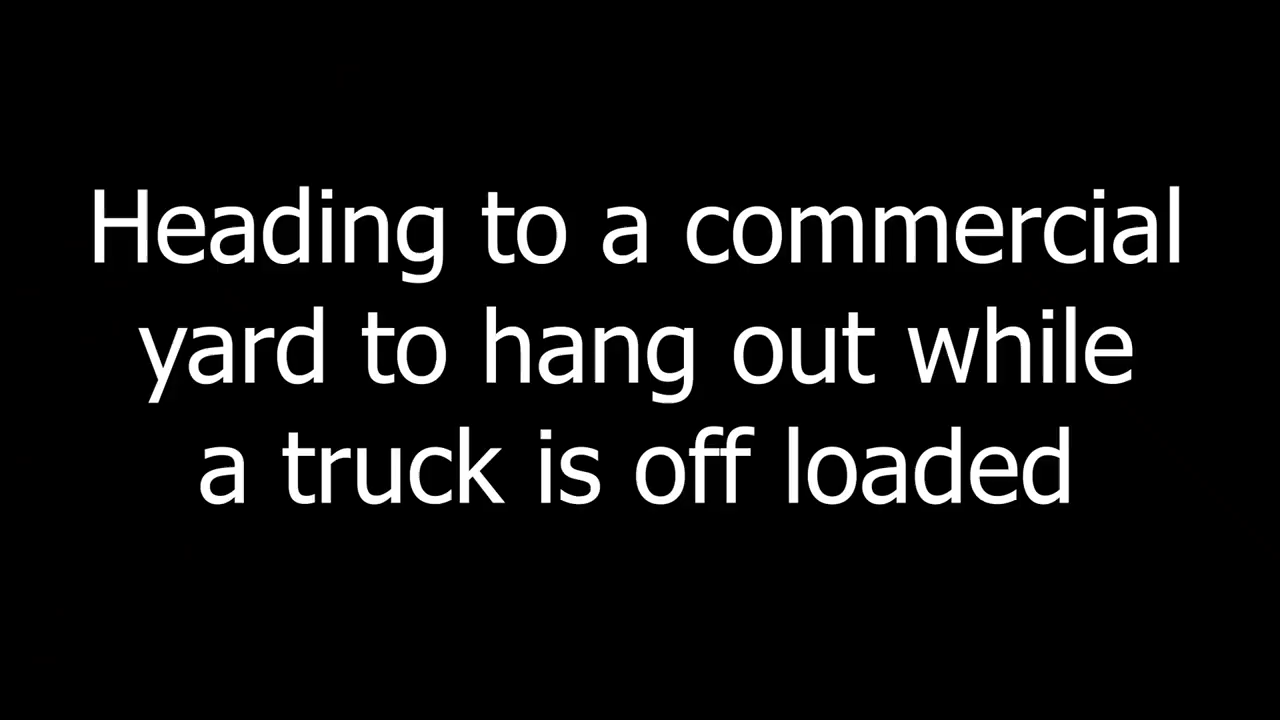 Heading to a commercial
yard to hang out while
a truck is off loaded